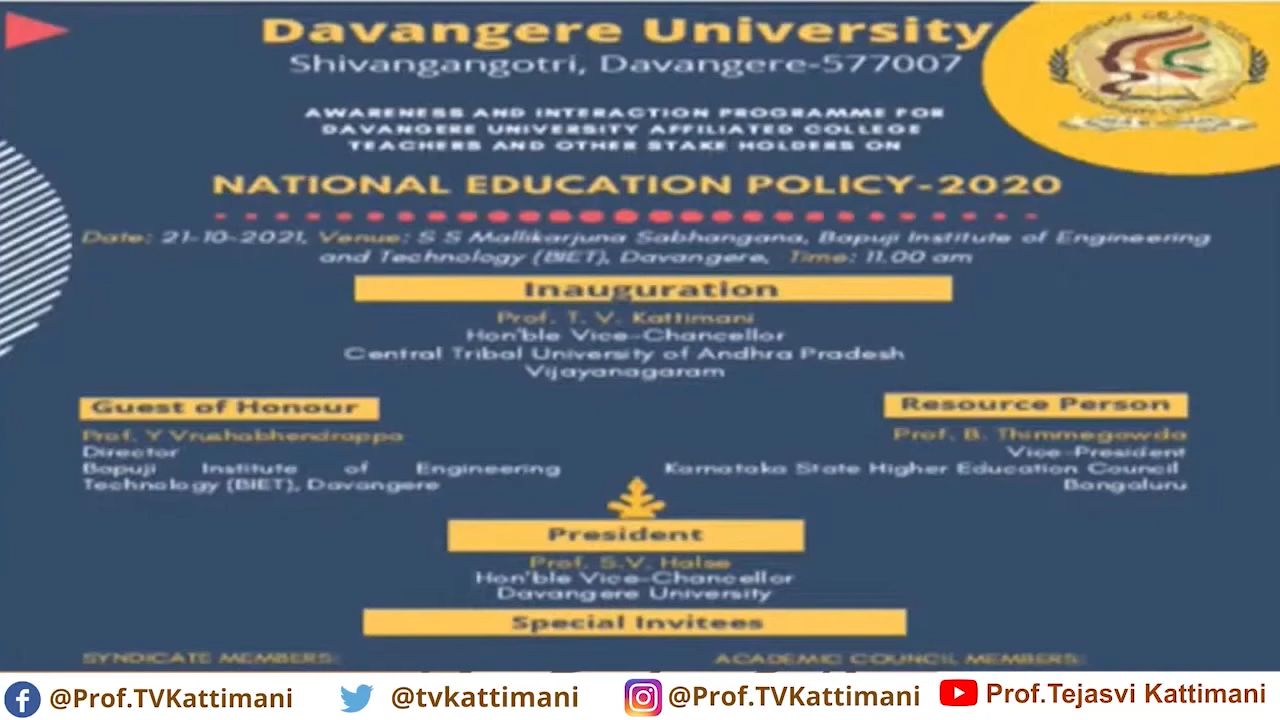 Davangere University
Shivangangotri, Davangere-577007
AWARENESS AND INTERACTION PROGRAMME FOR
DAVANGERE UNIVERSITY AFFILIATED COLLEGE
TEACHERS AND OTHER STAKE HOLDERS ON
NATIONAL EDUCATION POLICY-2020
Date: 21-10-2021, Venue: S S Mallikarjuna Sabhangana, Bapuji Institute of Engineering
and Technology (BIET), Davangere, Time: 11.00 am
Inauguration
Prof. T. V. Kattimani
Hon'ble Vice-Chancellor
Central Tribal University of Andhra Pradesh
Vijayanagaram
Guest of Honour
Prof. Y Vrushabhendrappa
Director
Bapuji Institute of Engineering
Technology (BIET), Davangere
Resource Person
Prof. B. Thimmegowda
Vice-President
Karnataka State Higher Education Council
Bangaluru
President
Prof. S.V. Halse
Hon'ble Vice-Chancellor
Davangere University
Special Invitees
SYNDICATE MEMBERS:
ACADEMIC COUNCIL MEMBERS:
@Prof.TVKattimani
@tvkattimani
@Prof.TVKattimani
Prof.Tejasvi Kattimani